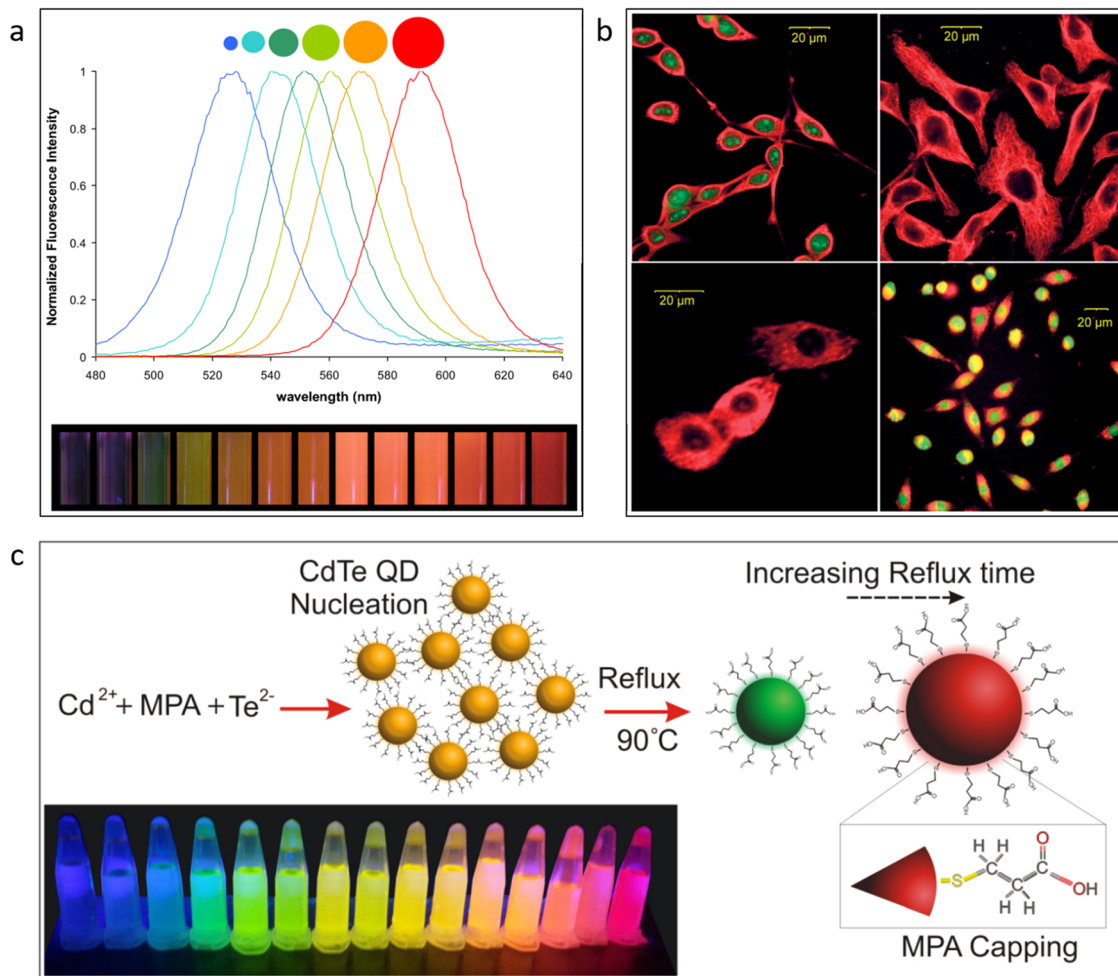 a
Normalized Fluorescence Intensity
1
0.8
0.6
0.4
0.2
0
480 500 520 540 560 580 600 620 640
wavelength (nm)
b
20 µm
20 µm
20 µm
20 µm
c
CdTe QD
Nucleation
Increasing Reflux time
Cd²⁺+ MPA + Te²⁻
Reflux
90°C
HO
O
S
S
O
OH
H
H
O
S
C
C
C
OH
H
H
MPA Capping